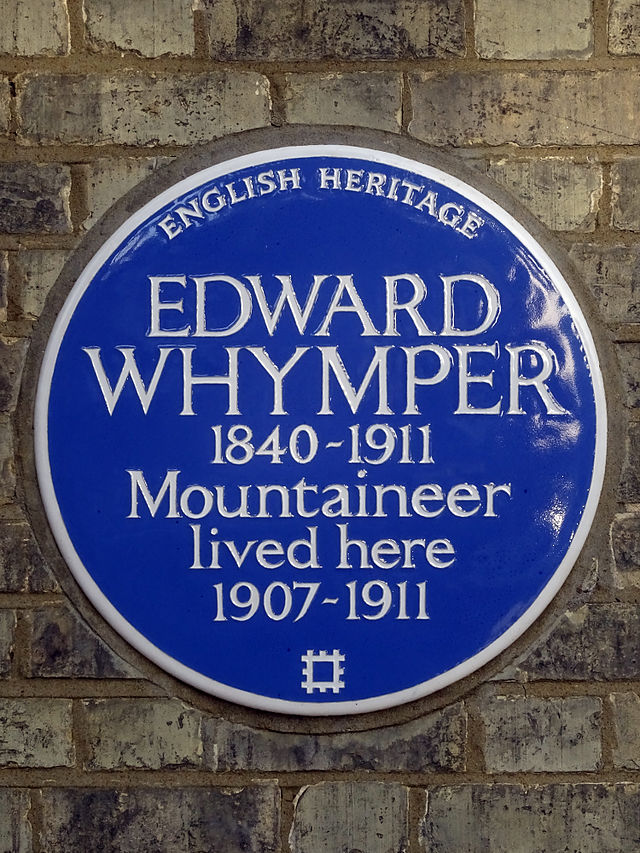 ENGLISH HERITAGE
EDWARD
WHYMPER
1840-1911
Mountaineer
lived here
1907-1911